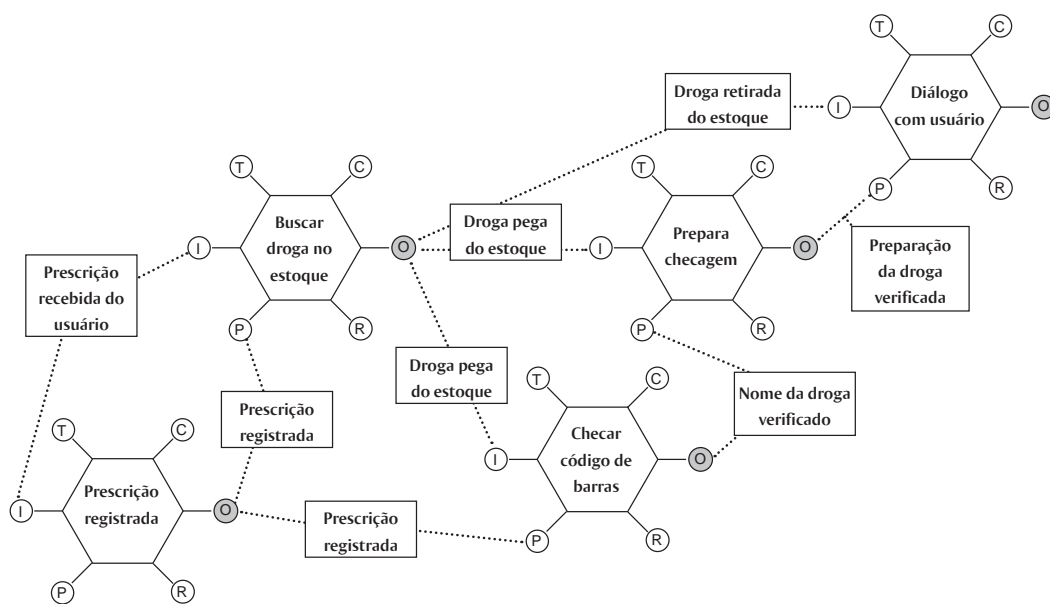 T
C
Diálogo
com usuário
I
O
P
R
Droga retirada
do estoque
T
C
Buscar
droga no
estoque
I
O
P
R
Droga pega
do estoque
T
C
Prepara
checagem
I
O
P
R
Preparação
da droga
verificada
Prescrição
recebida do
usuário
Droga pega
do estoque
Nome da droga
verificado
Prescrição
registrada
T
C
Checar
código de
barras
I
O
P
R
T
C
Prescrição
registrada
I
O
P
R
Prescrição
registrada